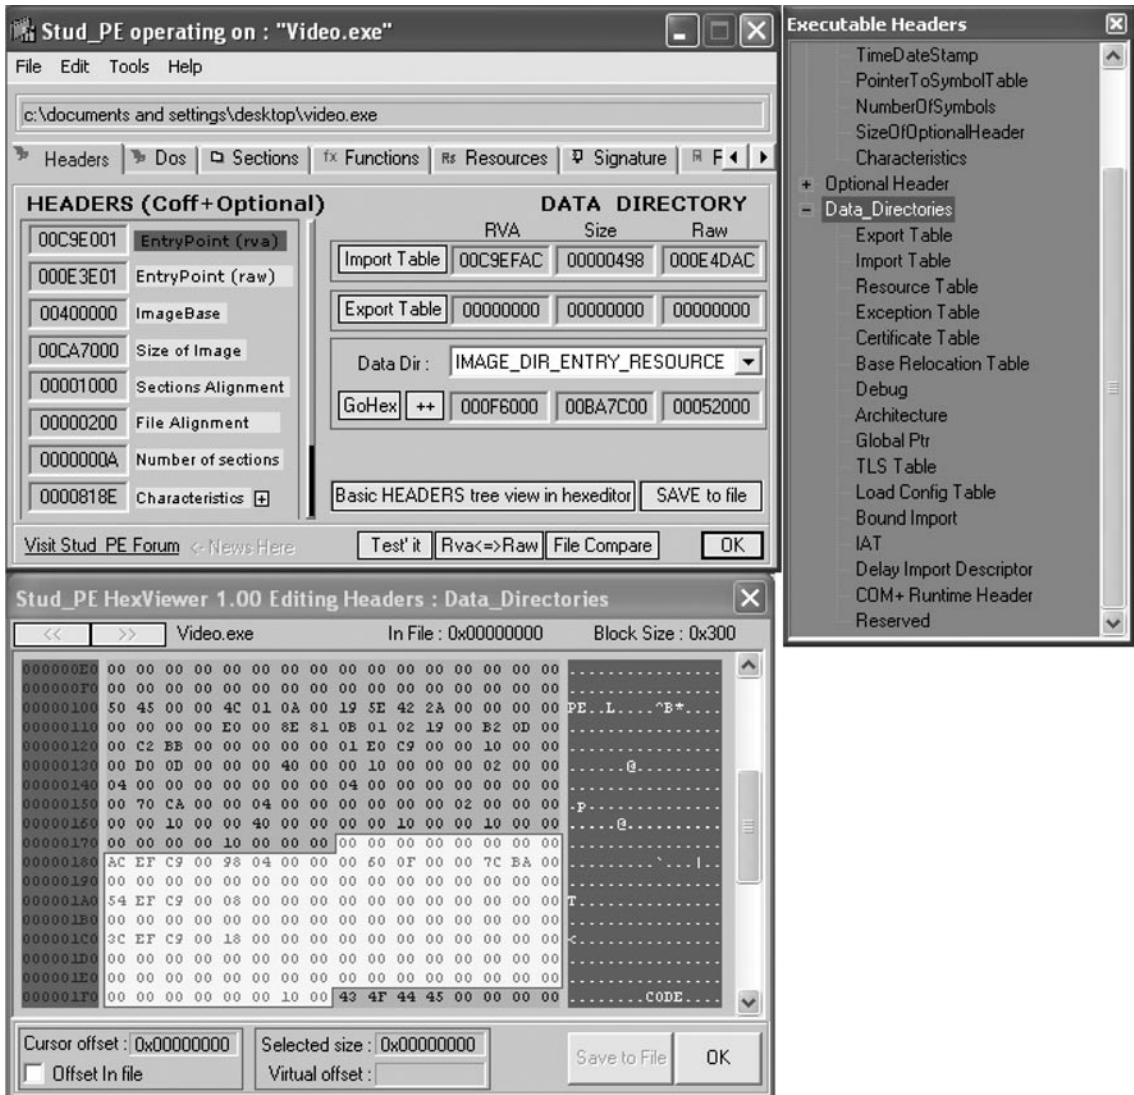 Stud_PE operating on : "Video.exe"
File Edit Tools Help
c:\documents and settings\desktop\video.exe
Headers Dos Sections fx Functions Rs Resources Signature F
HEADERS (Coff+Optional)
00C9E001 EntryPoint (rva)
000E3E01 EntryPoint (raw)
00400000 ImageBase
00CA7000 Size of Image
00001000 Sections Alignment
00000200 File Alignment
0000000A Number of sections
0000818E Characteristics +
DATA DIRECTORY
RVA Size Raw
Import Table 00C9EFAC 00000498 000E4DAC
Export Table 00000000 00000000 00000000
Data Dir : IMAGE_DIR_ENTRY_RESOURCE
GoHex ++ 000F6000 00BA7C00 00052000
Basic HEADERS tree view in hexeditor SAVE to file
Visit Stud_PE Forum <- News Here Test' it Rva<=>Raw File Compare OK
Executable Headers
TimeDateStamp
PointerToSymbolTable
NumberOfSymbols
SizeOfOptionalHeader
Characteristics
+ Optional Header
- Data_Directories
Export Table
Import Table
Resource Table
Exception Table
Certificate Table
Base Relocation Table
Debug
Architecture
Global Ptr
TLS Table
Load Config Table
Bound Import
IAT
Delay Import Descriptor
COM+ Runtime Header
Reserved
Stud_PE HexViewer 1.00 Editing Headers : Data_Directories
<< >> Video.exe In File : 0x00000000 Block Size : 0x300
000000E0 00 00 00 00 00 00 00 00 00 00 00 00 00 00 00 00 ................
000000F0 00 00 00 00 00 00 00 00 00 00 00 00 00 00 00 00 ................
00000100 50 45 00 00 4C 01 0A 00 19 5E 42 2A 00 00 00 00 PE..L....^B*....
00000110 00 00 00 00 E0 00 8E 81 0B 01 02 19 00 B2 0D 00 ................
00000120 00 C2 BB 00 00 00 00 00 01 E0 C9 00 00 10 00 00 ................
00000130 00 D0 0D 00 00 00 40 00 00 10 00 00 00 02 00 00 ......@.........
00000140 04 00 00 00 00 00 00 00 04 00 00 00 00 00 00 00 ................
00000150 00 70 CA 00 00 04 00 00 00 00 00 00 02 00 00 00 .p..............
00000160 00 00 10 00 00 40 00 00 00 00 10 00 00 10 00 00 .....@..........
00000170 00 00 00 00 10 00 00 00 00 00 00 00 00 00 00 00 ................
00000180 AC EF C9 00 98 04 00 00 00 60 0F 00 00 7C BA 00 .........`...|..
00000190 00 00 00 00 00 00 00 00 00 00 00 00 00 00 00 00 ................
000001A0 54 EF C9 00 08 00 00 00 00 00 00 00 00 00 00 00 T...............
000001B0 00 00 00 00 00 00 00 00 00 00 00 00 00 00 00 00 ................
000001C0 3C EF C9 00 18 00 00 00 00 00 00 00 00 00 00 00 <...............
000001D0 00 00 00 00 00 00 00 00 00 00 00 00 00 00 00 00 ................
000001E0 00 00 00 00 00 00 00 00 00 00 00 00 00 00 00 00 ................
000001F0 00 00 00 00 00 00 10 00 43 4F 44 45 00 00 00 00 ........CODE....
Cursor offset : 0x00000000 Selected size : 0x00000000 Save to File OK
Offset In file Virtual offset :